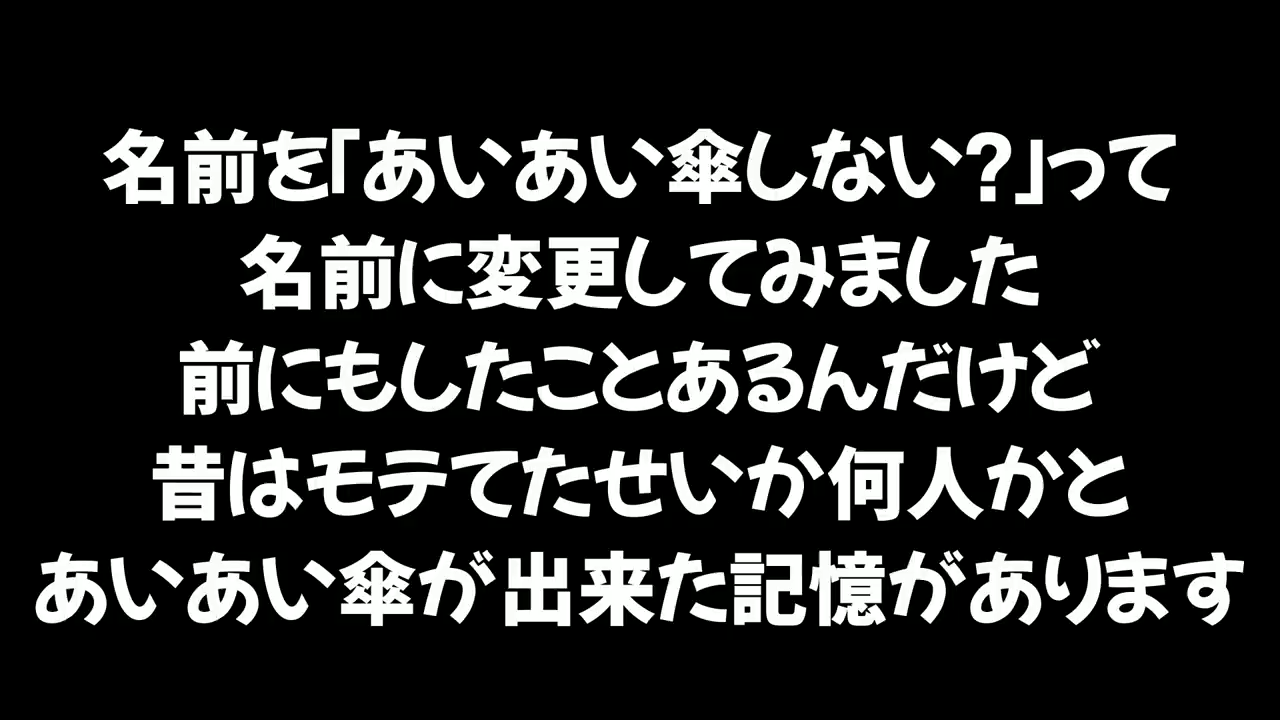 名前を「あいあい傘しない?」って
名前に変更してみました
前にもしたことあるんだけど
昔はモテてたせいか何人かと
あいあい傘が出来た記憶があります